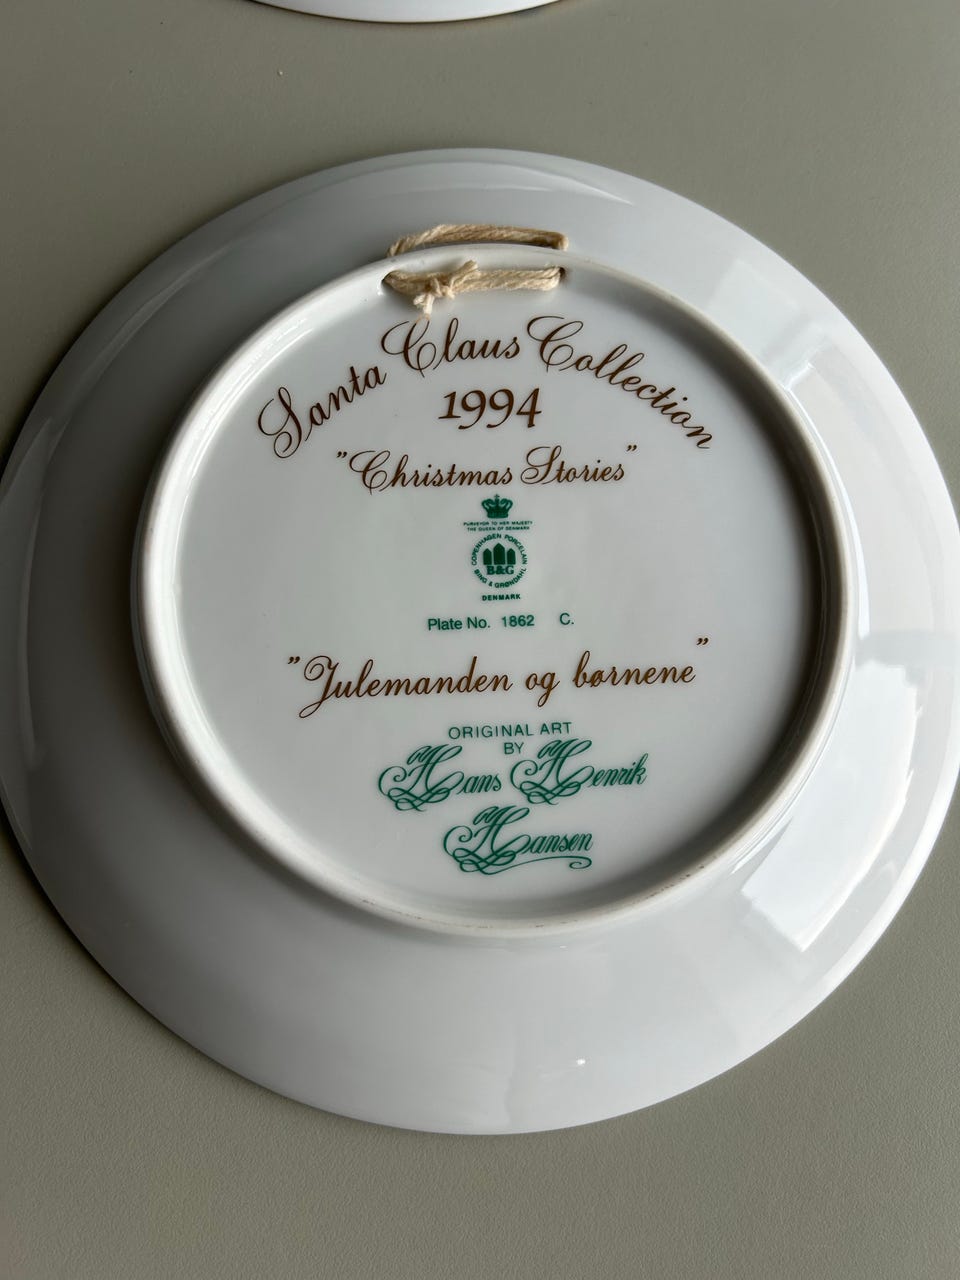 Santa Claus Collection
1994
"Christmas Stories"
PURVEYOR TO HER MAJESTY
THE QUEEN OF DENMARK
COPENHAGEN PORCELAIN
B&G
BING & GRØNDAHL
DENMARK
Plate No. 1862 C.
"Julemanden og børnene"
ORIGINAL ART
BY
Hans Henrik
Hansen